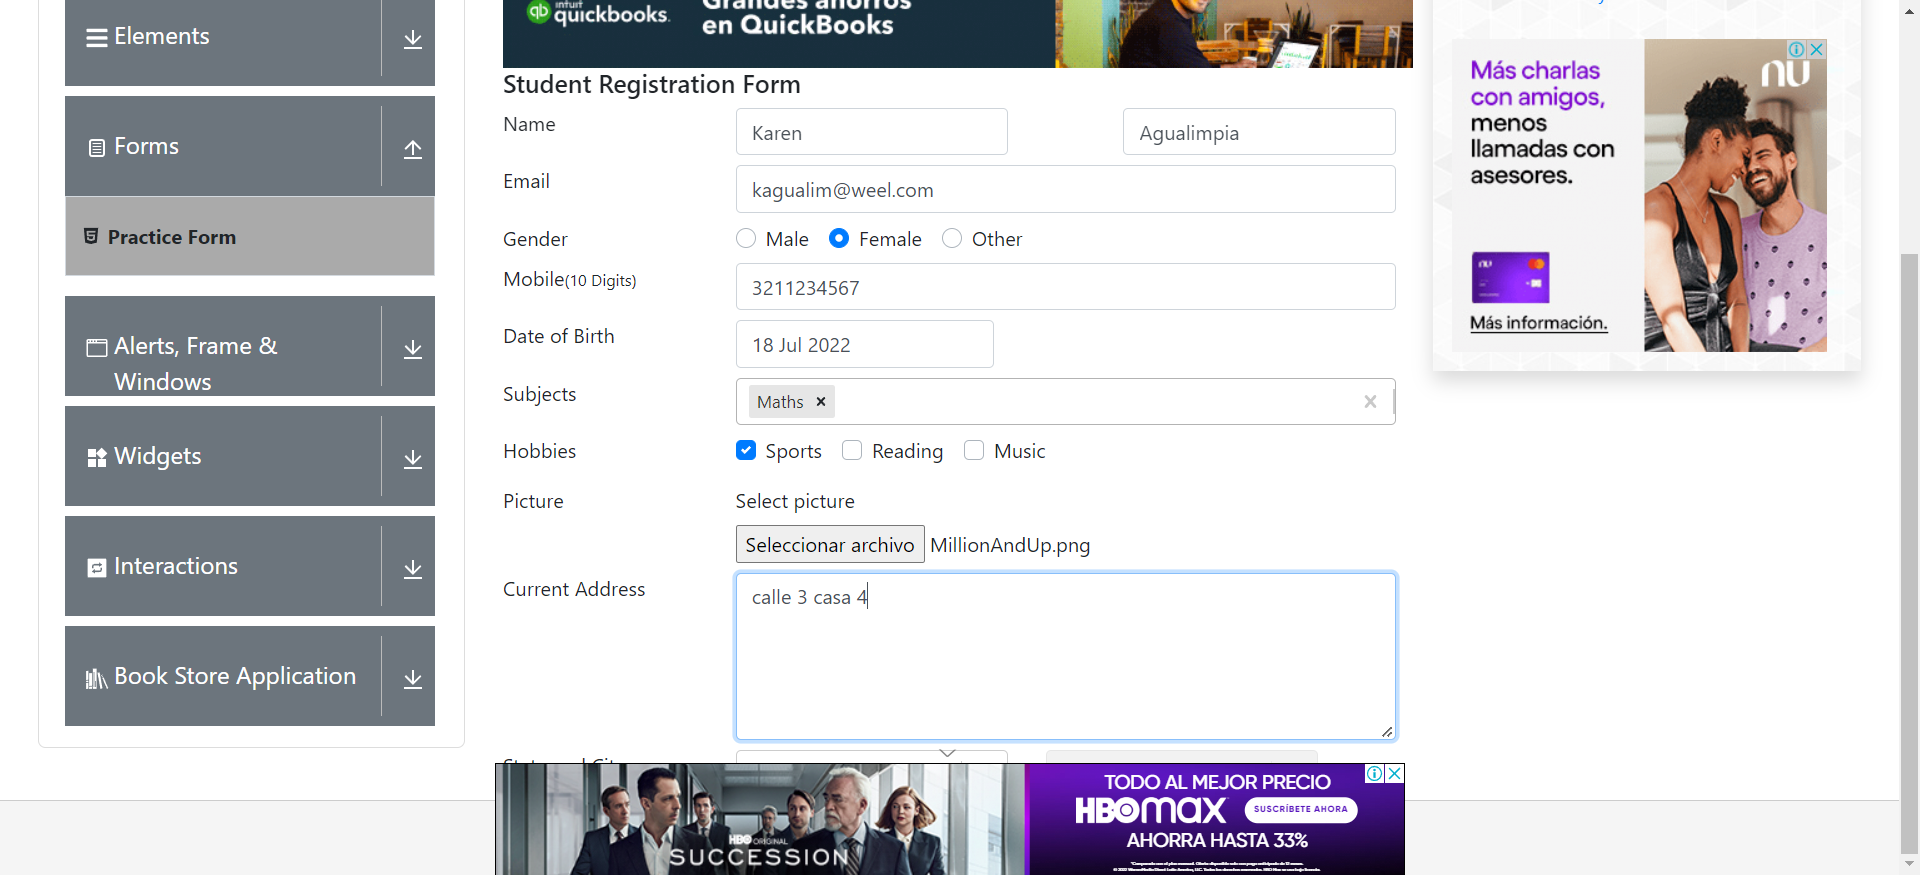 Elements
Forms
Practice Form
Alerts, Frame &
Windows
Widgets
Interactions
Book Store Application
intuit
quickbooks.
Grandes ahorros
en QuickBooks
Student Registration Form
Name
Karen
Agualimpia
Email
kagualim@weel.com
Gender
Male
Female
Other
Mobile(10 Digits)
3211234567
Date of Birth
18 Jul 2022
Subjects
Maths
Hobbies
Sports
Reading
Music
Picture
Select picture
Seleccionar archivo
MillionAndUp.png
Current Address
calle 3 casa 4
HBO ORIGINAL
SUCCESSION
TODO AL MEJOR PRECIO
HBOMAX
SUSCRÍBETE AHORA
AHORRA HASTA 33%
Más charlas
con amigos,
menos
llamadas con
asesores.
nu
Más información.